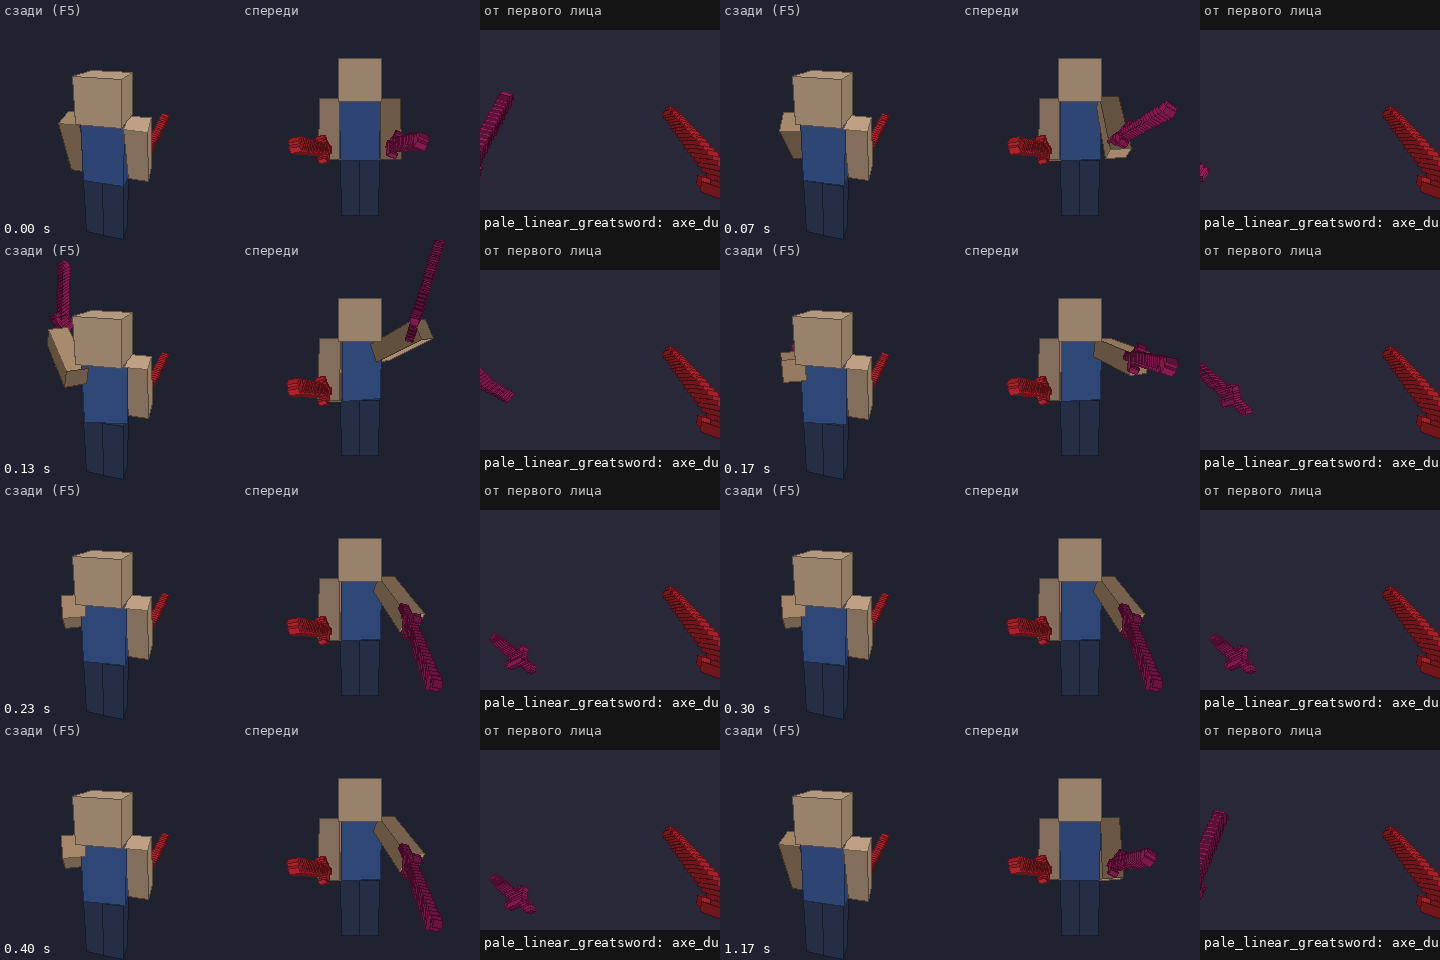 сзади (F5) спереди от первого лица сзади (F5) спереди от первого лица
0.00 s pale_linear_greatsword: axe_du 0.07 s pale_linear_greatsword: axe_du
сзади (F5) спереди от первого лица сзади (F5) спереди от первого лица
0.13 s pale_linear_greatsword: axe_du 0.17 s pale_linear_greatsword: axe_du
сзади (F5) спереди от первого лица сзади (F5) спереди от первого лица
0.23 s pale_linear_greatsword: axe_du 0.30 s pale_linear_greatsword: axe_du
сзади (F5) спереди от первого лица сзади (F5) спереди от первого лица
0.40 s pale_linear_greatsword: axe_du 1.17 s pale_linear_greatsword: axe_du